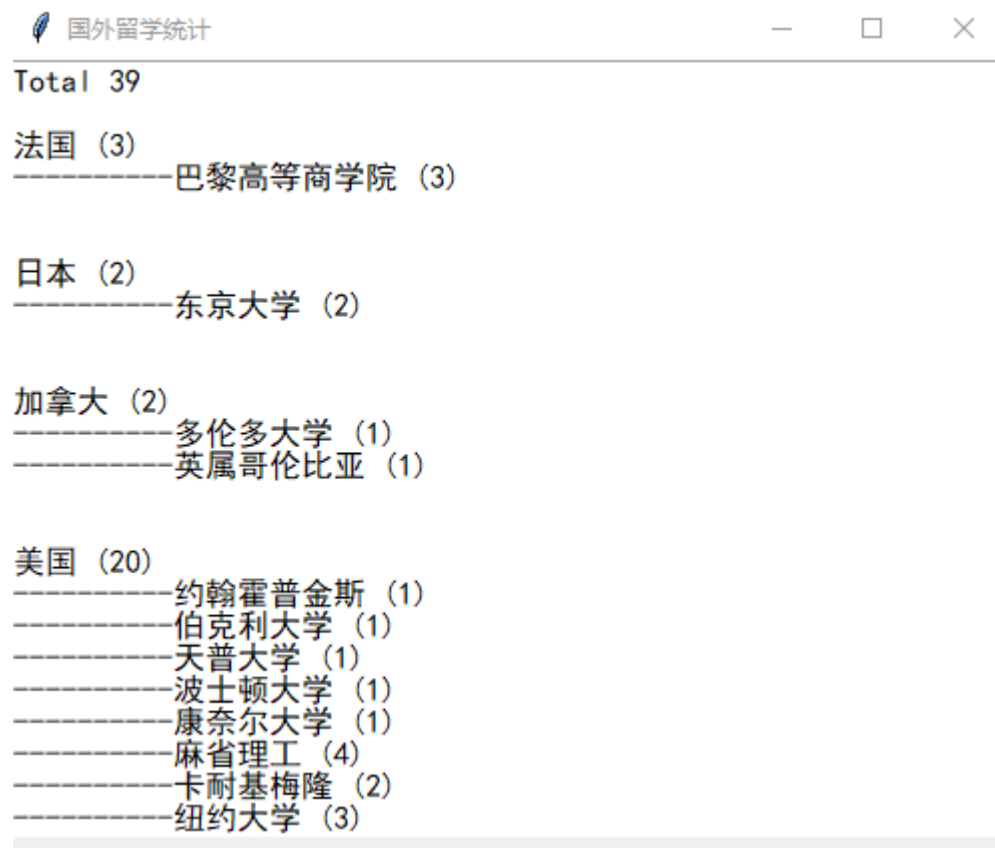 国外留学统计
Total 39
法国 (3)
----------巴黎高等商学院 (3)
日本 (2)
----------东京大学 (2)
加拿大 (2)
----------多伦多大学 (1)
----------英属哥伦比亚 (1)
美国 (20)
----------约翰霍普金斯 (1)
----------伯克利大学 (1)
----------天普大学 (1)
----------波士顿大学 (1)
----------康奈尔大学 (1)
----------麻省理工 (4)
----------卡耐基梅隆 (2)
----------纽约大学 (3)